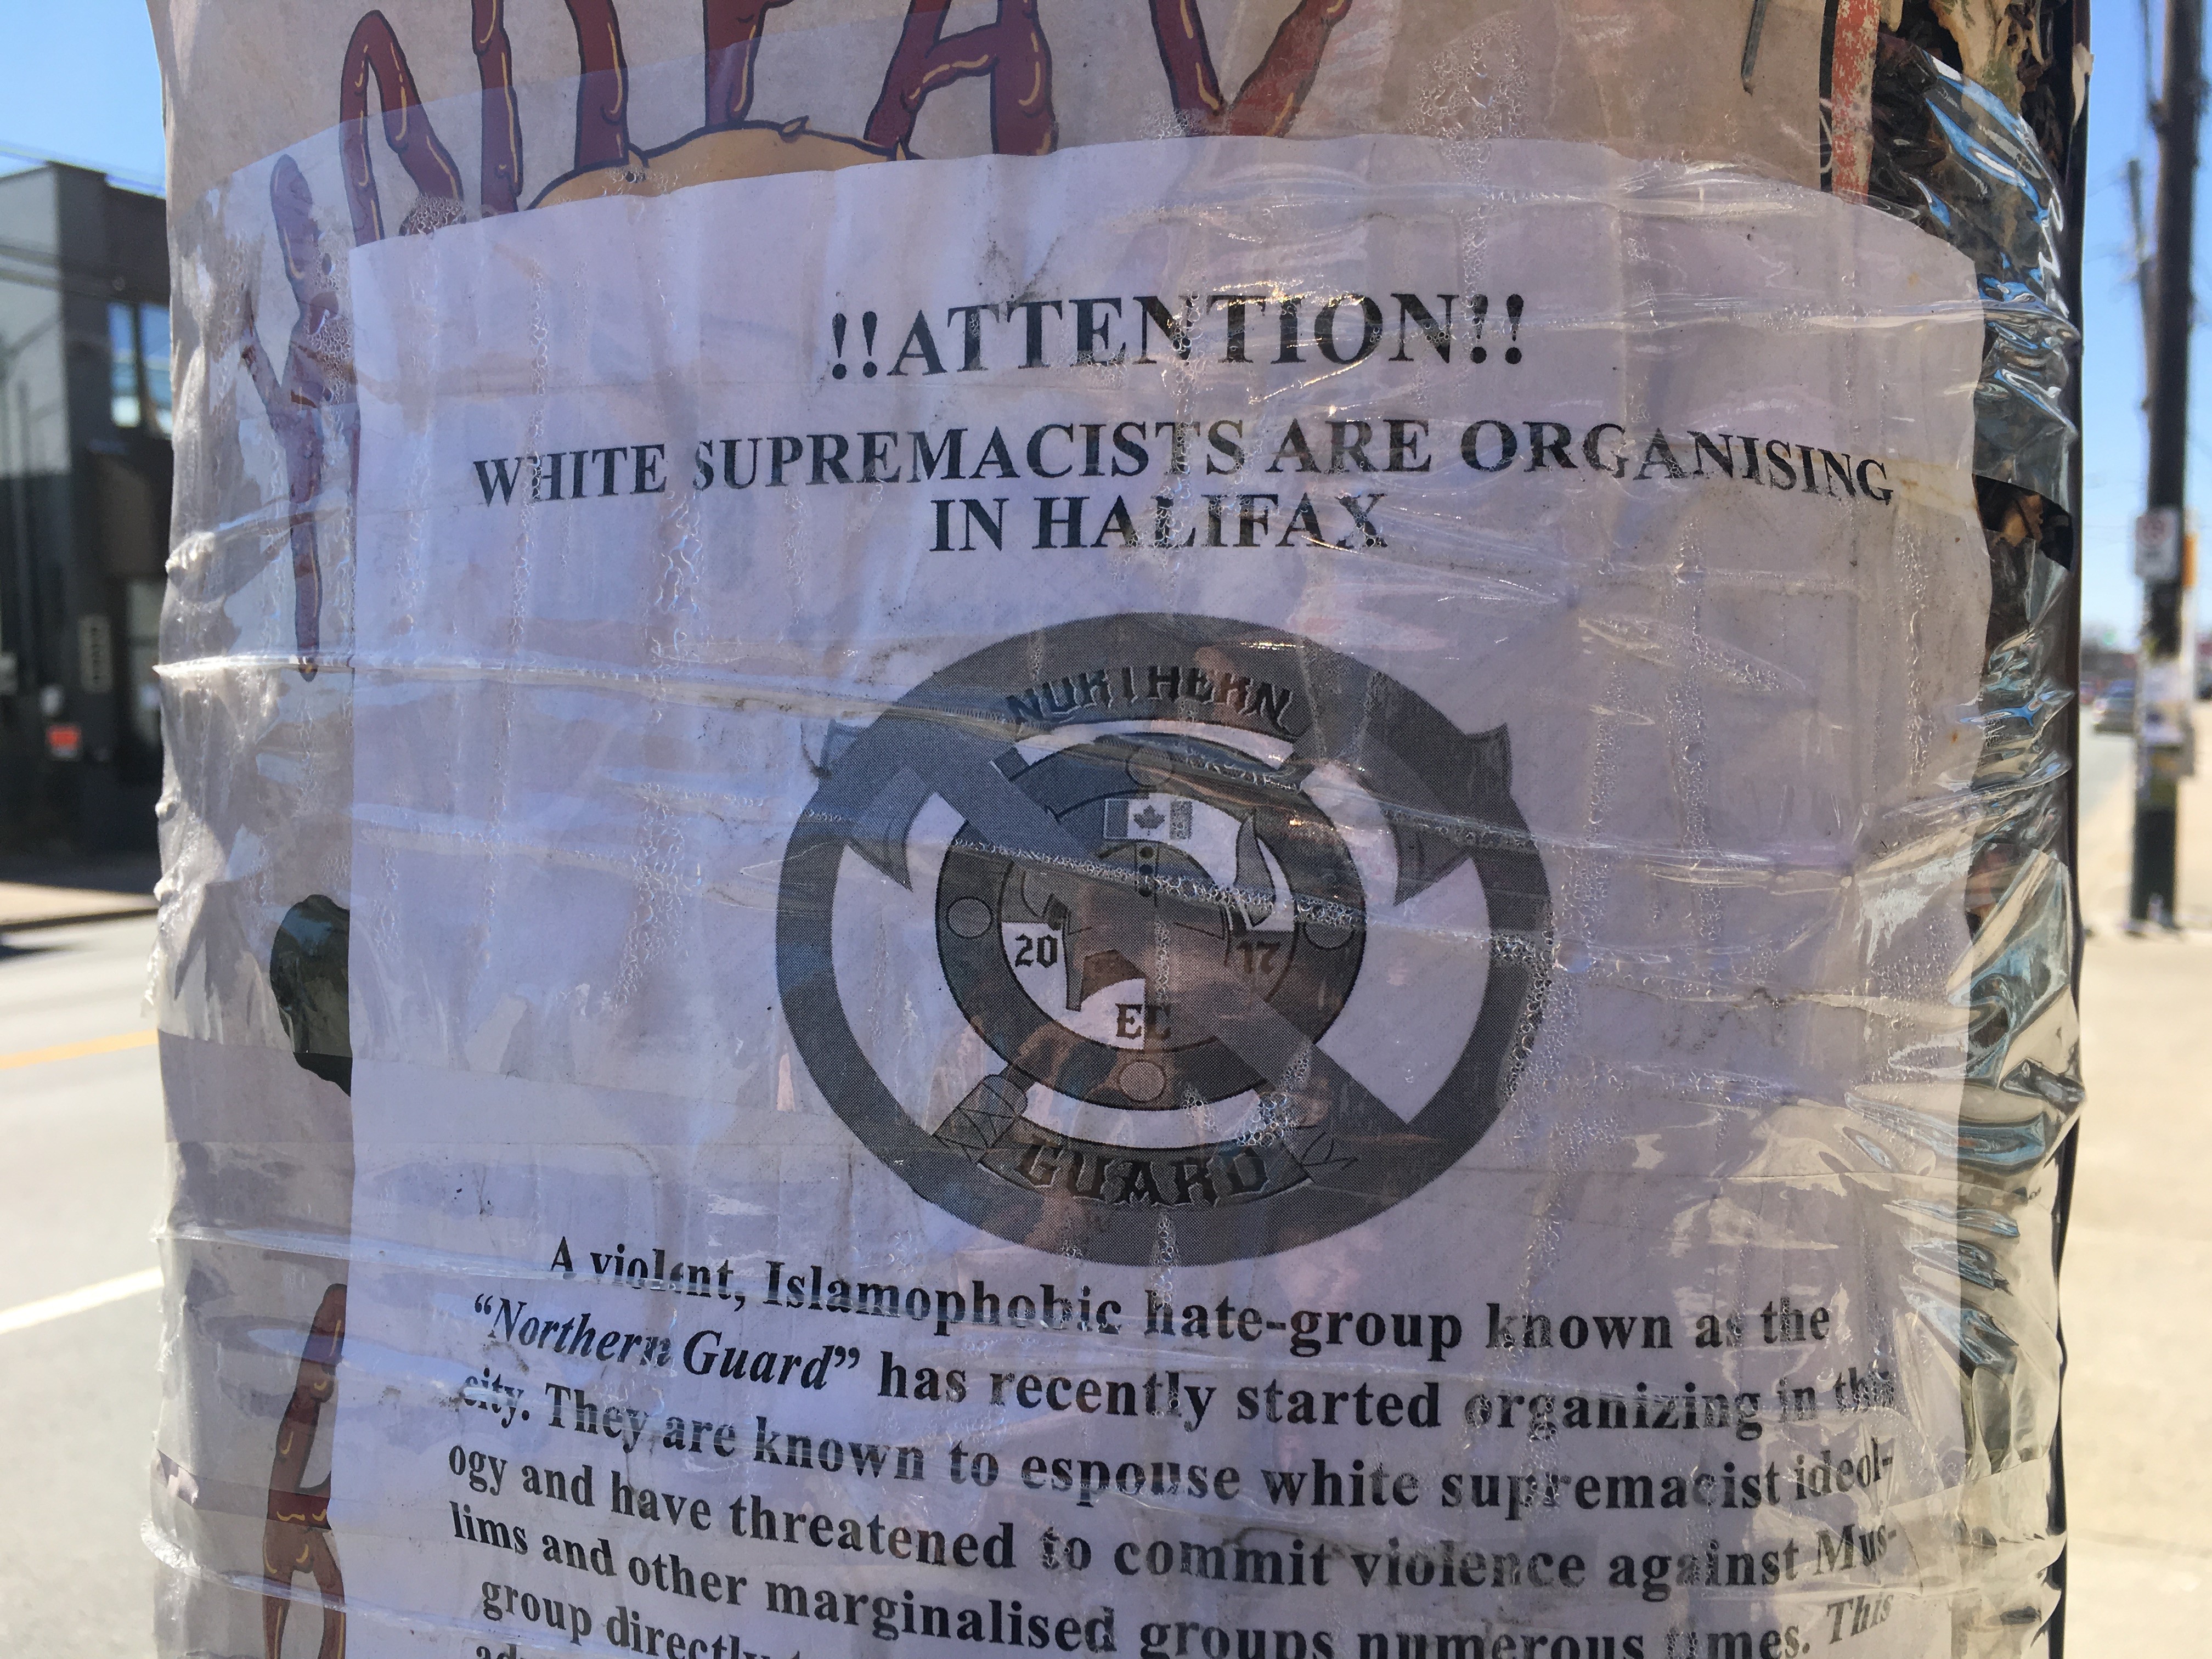 !!ATTENTION!!
WHITE SUPREMACISTS ARE ORGANISING
IN HALIFAX
NORTHERN
20 17
EC
GUARD
A violent, Islamophobic hate-group known as the
“Northern Guard” has recently started organizing in this
city. They are known to espouse white supremacist ideol-
ogy and have threatened to commit violence against Mus-
lims and other marginalised groups numerous times. This
group directly